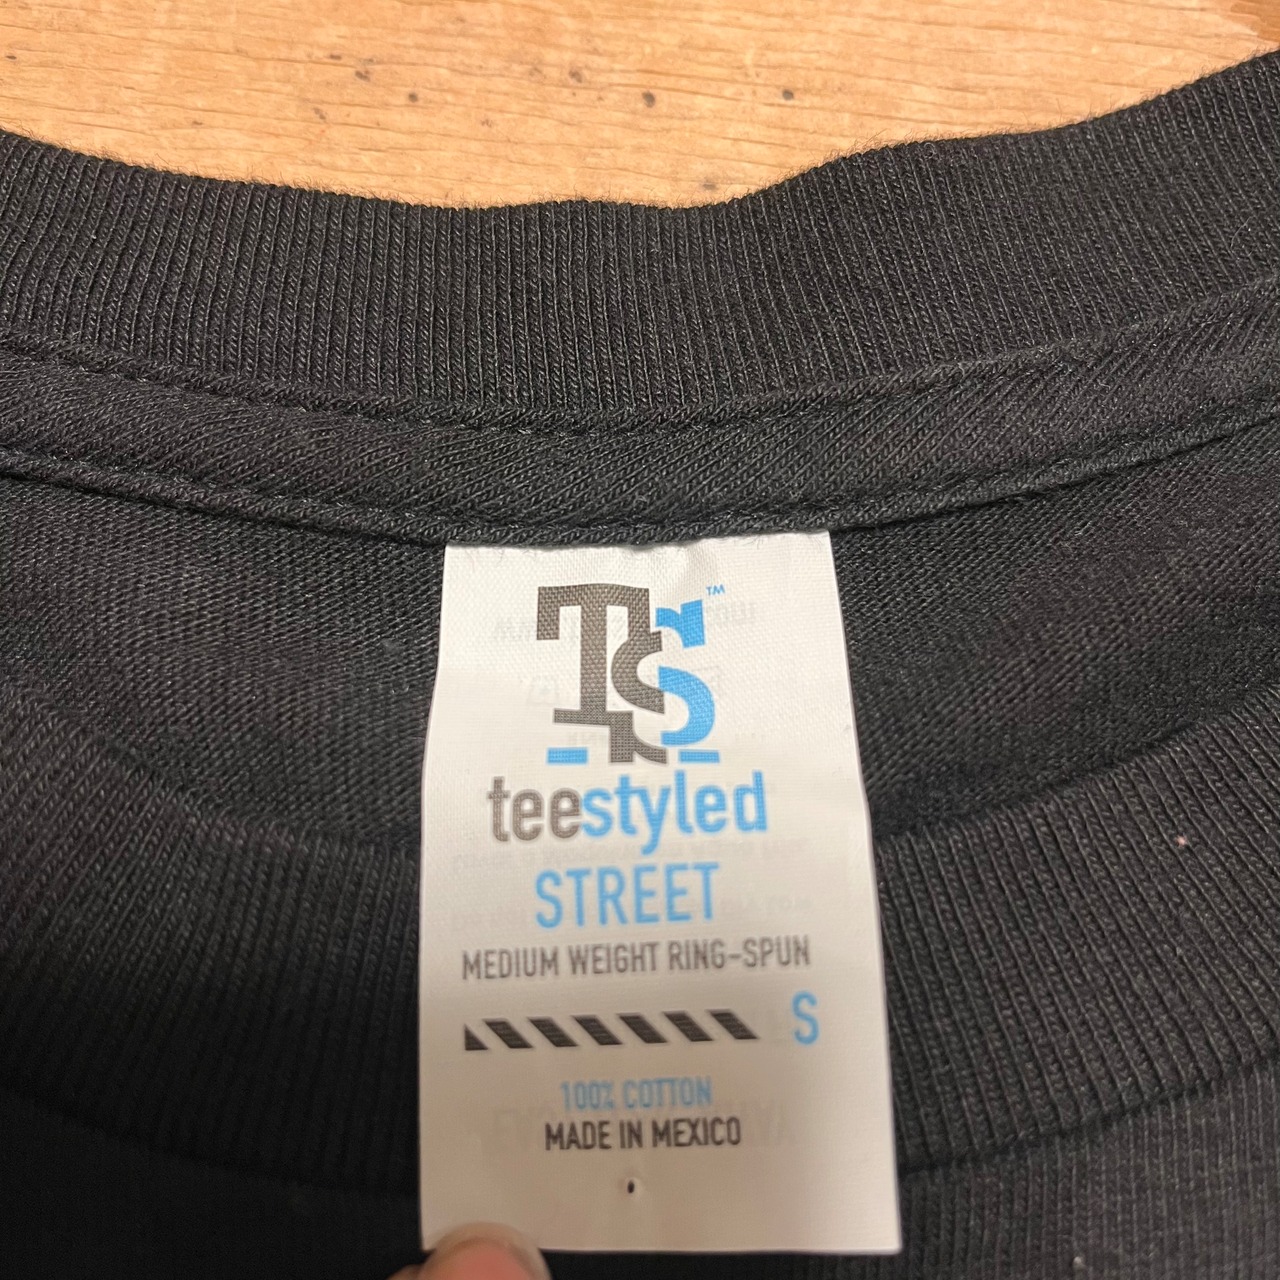 TS™
teestyled
STREET
MEDIUM WEIGHT RING-SPUN
S
100% COTTON
MADE IN MEXICO